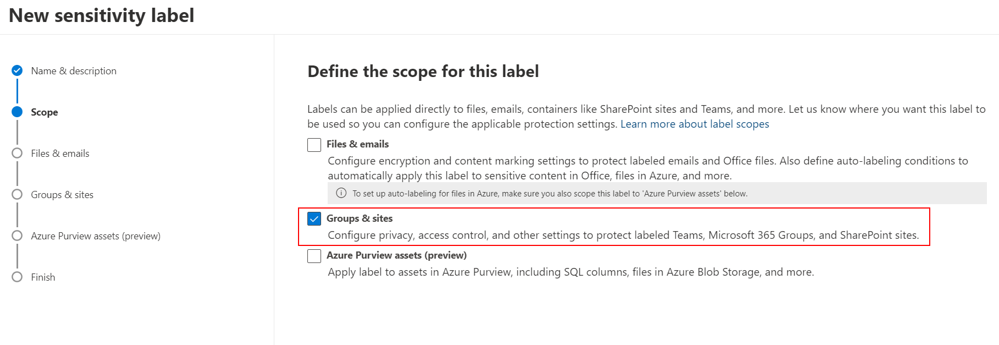 New sensitivity label
Name & description
Scope
Files & emails
Groups & sites
Azure Purview assets (preview)
Finish
Define the scope for this label
Labels can be applied directly to files, emails, containers like SharePoint sites and Teams, and more. Let us know where you want this label to
be used so you can configure the applicable protection settings. Learn more about label scopes
Files & emails
Configure encryption and content marking settings to protect labeled emails and Office files. Also define auto-labeling conditions to
automatically apply this label to sensitive content in Office, files in Azure, and more.
To set up auto-labeling for files in Azure, make sure you also scope this label to 'Azure Purview assets' below.
Groups & sites
Configure privacy, access control, and other settings to protect labeled Teams, Microsoft 365 Groups, and SharePoint sites.
Azure Purview assets (preview)
Apply label to assets in Azure Purview, including SQL columns, files in Azure Blob Storage, and more.